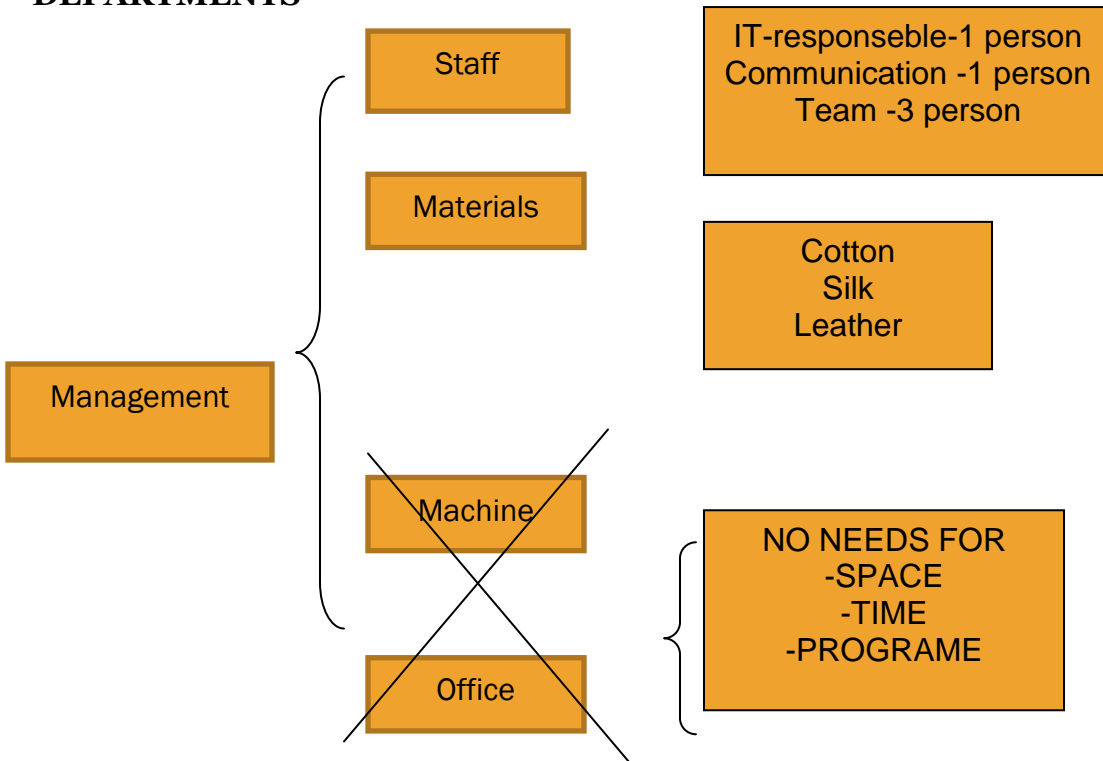 DEPARTMENTS
Staff
IT-responseble-1 person
Communication -1 person
Team -3 person
Materials
Cotton
Silk
Leather
Management
Machine
NO NEEDS FOR
-SPACE
-TIME
-PROGRAME
Office